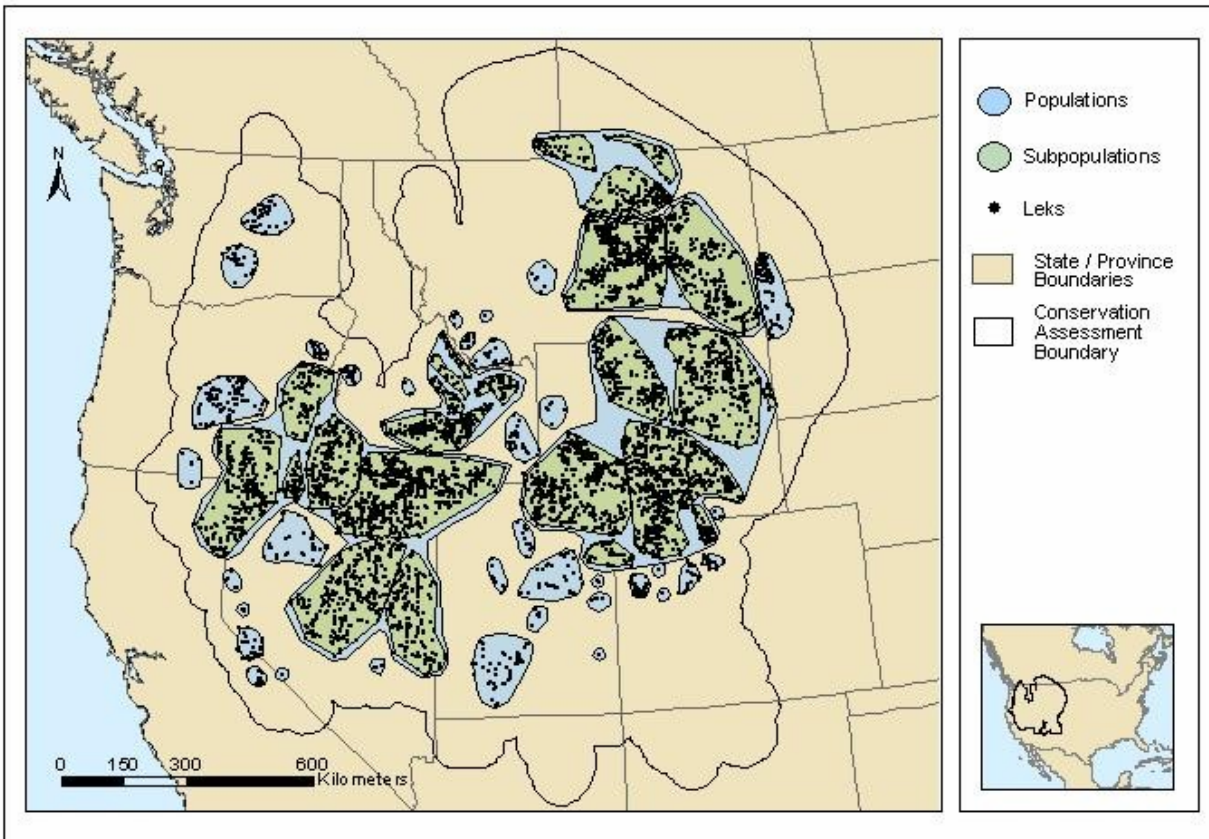 N
0 150 300 600
Kilometers
Populations
Subpopulations
Leks
State / Province
Boundaries
Conservation
Assessment
Boundary